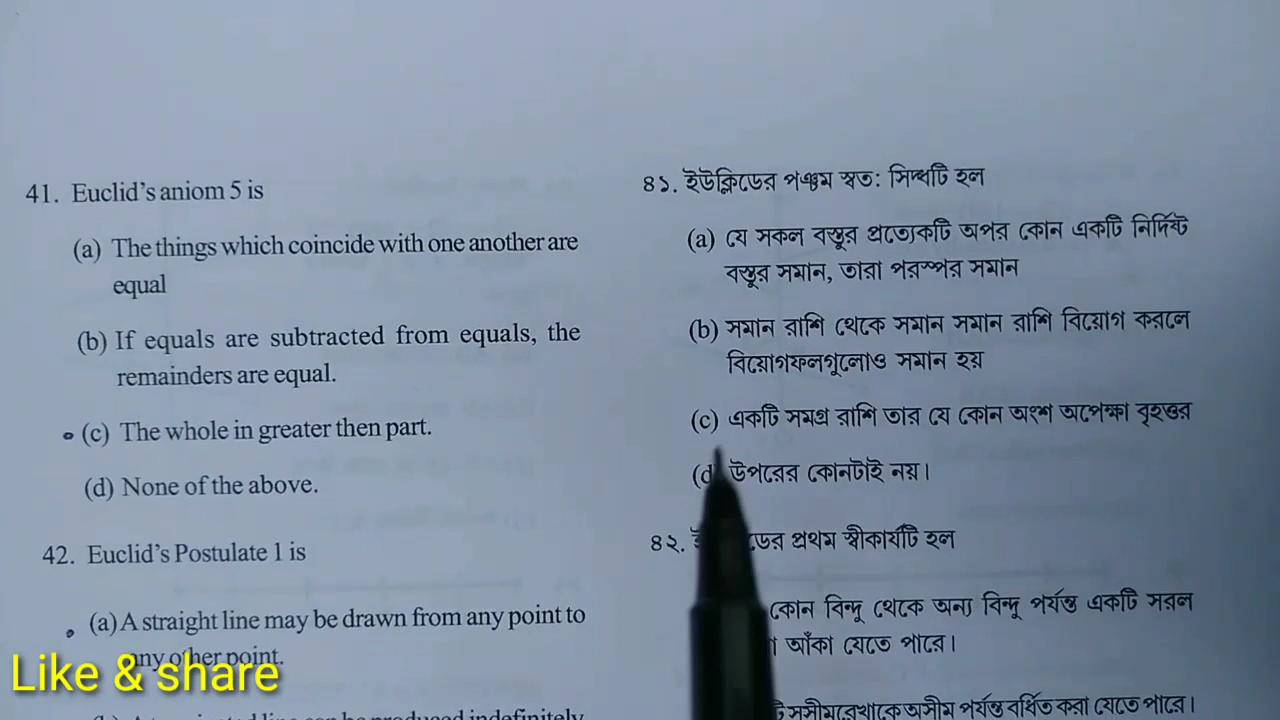 41. Euclid's aniom 5 is
(a) The things which coincide with one another are
equal
(b) If equals are subtracted from equals, the
remainders are equal.
(c) The whole in greater then part.
(d) None of the above.
42. Euclid's Postulate 1 is
(a) A straight line may be drawn from any point to
any other point.
be produced indefinitely
৪১. ইউক্লিডের পঞ্চম স্বত: সিদ্ধটি হল
(a) যে সকল বস্তুর প্রত্যেকটি অপর কোন একটি নির্দিষ্ট
বস্তুর সমান, তারা পরস্পর সমান
(b) সমান রাশি থেকে সমান সমান রাশি বিয়োগ করলে
বিয়োগফলগুলোও সমান হয়
(c) একটি সমগ্র রাশি তার যে কোন অংশ অপেক্ষা বৃহত্তর
(d) উপরের কোনটাই নয়।
৪২. প্রথম স্বীকার্যটি হল
কোন বিন্দু থেকে অন্য বিন্দু পর্যন্ত একটি সরল
আঁকা যেতে পারে।
সসীমরেখাকে অসীম পর্যন্ত বর্ধিত করা যেতে পারে।
Like & share